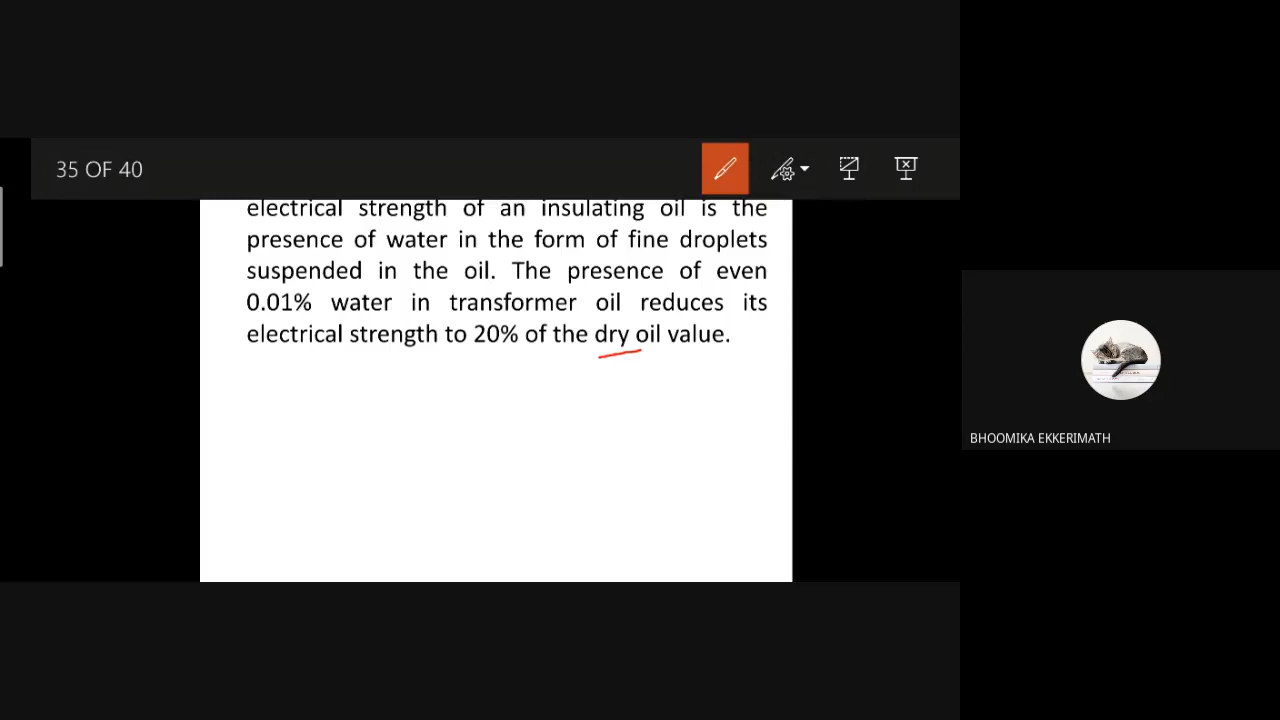 35 OF 40
electrical strength of an insulating oil is the
presence of water in the form of fine droplets
suspended in the oil. The presence of even
0.01% water in transformer oil reduces its
electrical strength to 20% of the dry oil value.
BHOOMIKA EKKERIMATH